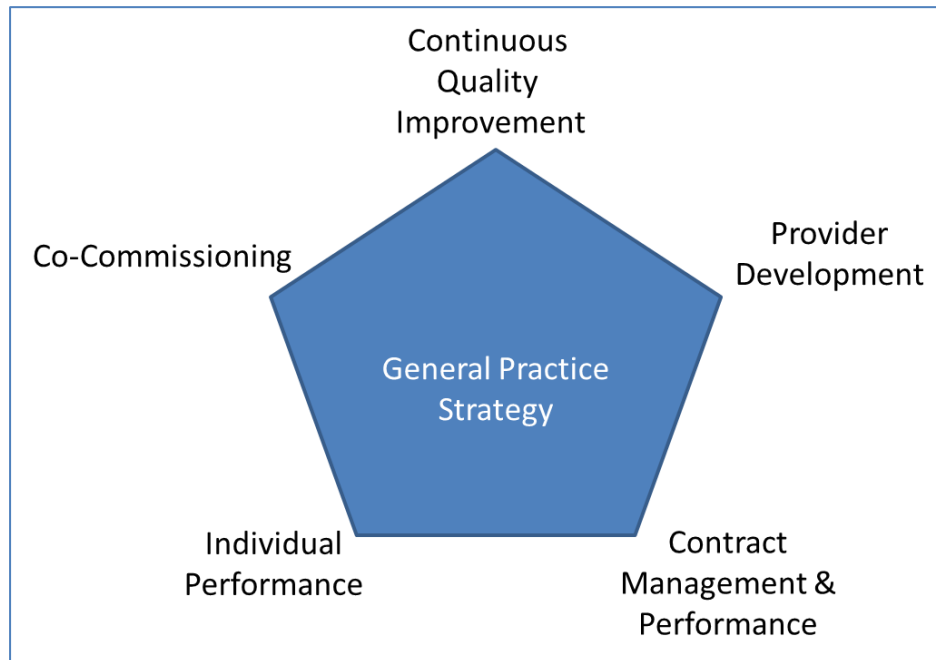 Continuous
Quality
Improvement
Co-Commissioning
Provider
Development
General Practice
Strategy
Individual
Performance
Contract
Management &
Performance